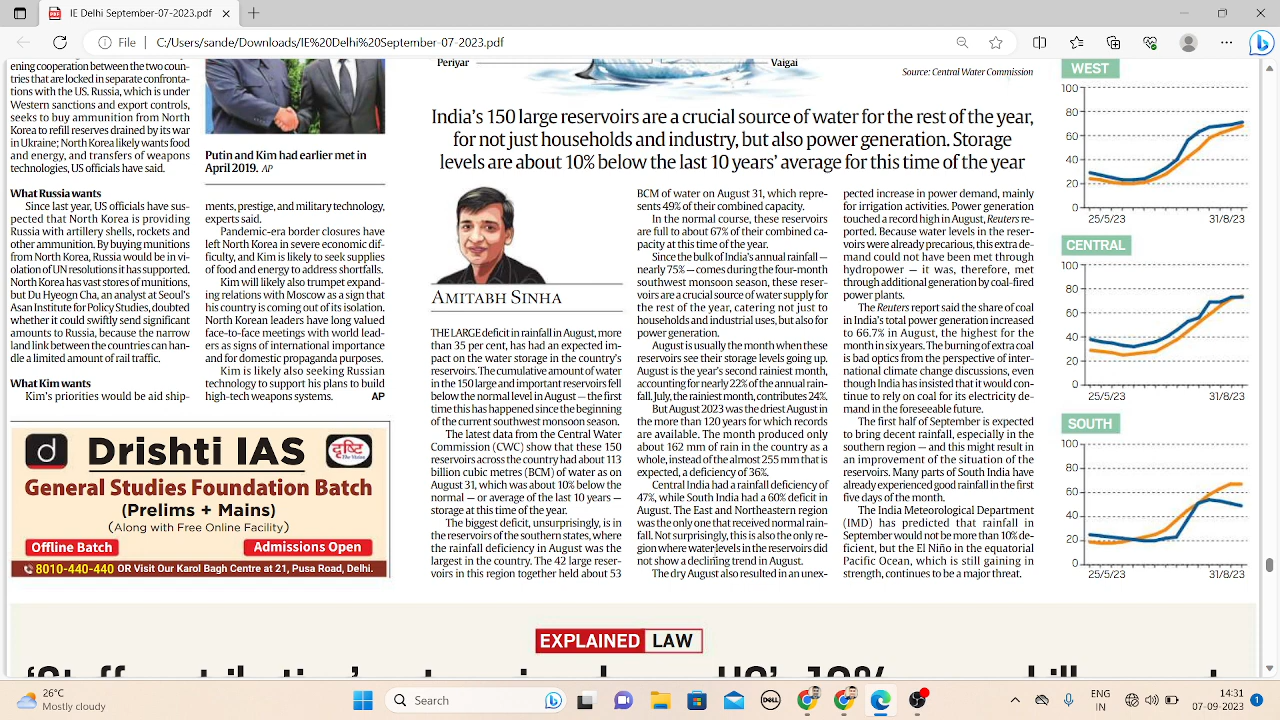 IE Delhi September-07-2023.pdf
File
C:/Users/sande/Downloads/IE%20Delhi%20September-07-2023.pdf
ening cooperation between the two coun-
tries that are locked in separate confronta-
tions with the US. Russia, which is under
Western sanctions and export controls,
seeks to buy ammunition from North
Korea to refill reserves drained by its war
in Ukraine; North Korea likely wants food
and energy, and transfers of weapons
technologies, US officials have said.
What Russia wants
Since last year, US officials have sus-
pected that North Korea is providing
Russia with artillery shells, rockets and
other ammunition. By buying munitions
from North Korea, Russia would be in vi-
olation of UN resolutions it has supported.
North Korea has vast stores of munitions,
but Du Hyeogn Cha, an analyst at Seoul's
Asan Institute for Policy Studies, doubted
whether it could swiftly send significant
amounts to Russia, because the narrow
land link between the countries can han-
dle a limited amount of rail traffic.
What Kim wants
Kim's priorities would be aid ship-
Putin and Kim had earlier met in
April 2019. AP
ments, prestige, and military technology,
experts said.
Pandemic-era border closures have
left North Korea in severe economic dif-
ficulty, and Kim is likely to seek supplies
of food and energy to address shortfalls.
Kim will likely also trumpet expand-
ing relations with Moscow as a sign that
his country is coming out of its isolation.
North Korean leaders have long valued
face-to-face meetings with world lead-
ers as signs of international importance
and for domestic propaganda purposes.
Kim is likely also seeking Russian
technology to support his plans to build
high-tech weapons systems. AP
d
Drishti IAS
दृष्टि
The Vision
General Studies Foundation Batch
(Prelims + Mains)
(Along with Free Online Facility)
Offline Batch
Admissions Open
8010-440-440 OR Visit Our Karol Bagh Centre at 21, Pusa Road, Delhi.
Periyar
Vaigai
Source: Central Water Commission
India's 150 large reservoirs are a crucial source of water for the rest of the year,
for not just households and industry, but also power generation. Storage
levels are about 10% below the last 10 years' average for this time of the year
AMITABH SINHA
THE LARGE deficit in rainfall in August, more
than 35 per cent, has had an expected im-
pact on the water storage in the country's
reservoirs. The cumulative amount of water
in the 150 large and important reservoirs fell
below the normal level in August — the first
time this has happened since the beginning
of the current southwest monsoon season.
The latest data from the Central Water
Commission (CWC) show that these 150
reservoirs across the country had about 113
billion cubic metres (BCM) of water as on
August 31, which was about 10% below the
normal — or average of the last 10 years —
storage at this time of the year.
The biggest deficit, unsurprisingly, is in
the reservoirs of the southern states, where
the rainfall deficiency in August was the
largest in the country. The 42 large reser-
voirs in this region together held about 53
BCM of water on August 31, which repre-
sents 49% of their combined capacity.
In the normal course, these reservoirs
are full to about 67% of their combined ca-
pacity at this time of the year.
Since the bulk of India's annual rainfall —
nearly 75% — comes during the four-month
southwest monsoon season, these reser-
voirs are a crucial source of water supply for
the rest of the year, catering not just to
households and industrial uses, but also for
power generation.
August is usually the month when these
reservoirs see their storage levels going up.
August is the year's second rainiest month,
accounting for nearly 22% of the annual rain-
fall. July, the rainiest month, contributes 24%.
But August 2023 was the driest August in
the more than 120 years for which records
are available. The month produced only
about 162 mm of rain in the country as a
whole, instead of the almost 255 mm that is
expected, a deficiency of 36%.
Central India had a rainfall deficiency of
47%, while South India had a 60% deficit in
August. The East and Northeastern region
was the only one that received normal rain-
fall. Not surprisingly, this is also the only re-
gion where water levels in the reservoirs did
not show a declining trend in August.
The dry August also resulted in an unex-
pected increase in power demand, mainly
for irrigation activities. Power generation
touched a record high in August, Reuters re-
ported. Because water levels in the reser-
voirs were already precarious, this extra de-
mand could not have been met through
hydropower — it was, therefore, met
through additional generation by coal-fired
power plants.
The Reuters report said the share of coal
in India's total power generation increased
to 66.7% in August, the highest for the
month in six years. The burning of extra coal
is bad optics from the perspective of inter-
national climate change discussions, even
though India has insisted that it would con-
tinue to rely on coal for its electricity de-
mand in the foreseeable future.
The first half of September is expected
to bring decent rainfall, especially in the
southern region — and this might result in
an improvement of the situation of the
reservoirs. Many parts of South India have
already experienced good rainfall in the first
five days of the month.
The India Meteorological Department
(IMD) has predicted that rainfall in
September would not be more than 10% de-
ficient, but the El Niño in the equatorial
Pacific Ocean, which is still gaining in
strength, continues to be a major threat.
WEST
100
80
60
40
20
0
25/5/23 31/8/23
CENTRAL
100
80
60
40
20
0
25/5/23 31/8/23
SOUTH
100
80
60
40
20
0
25/5/23 31/8/23
EXPLAINED LAW
26°C
Mostly cloudy
Search
DELL
ENG
IN
14:31
07-09-2023
1